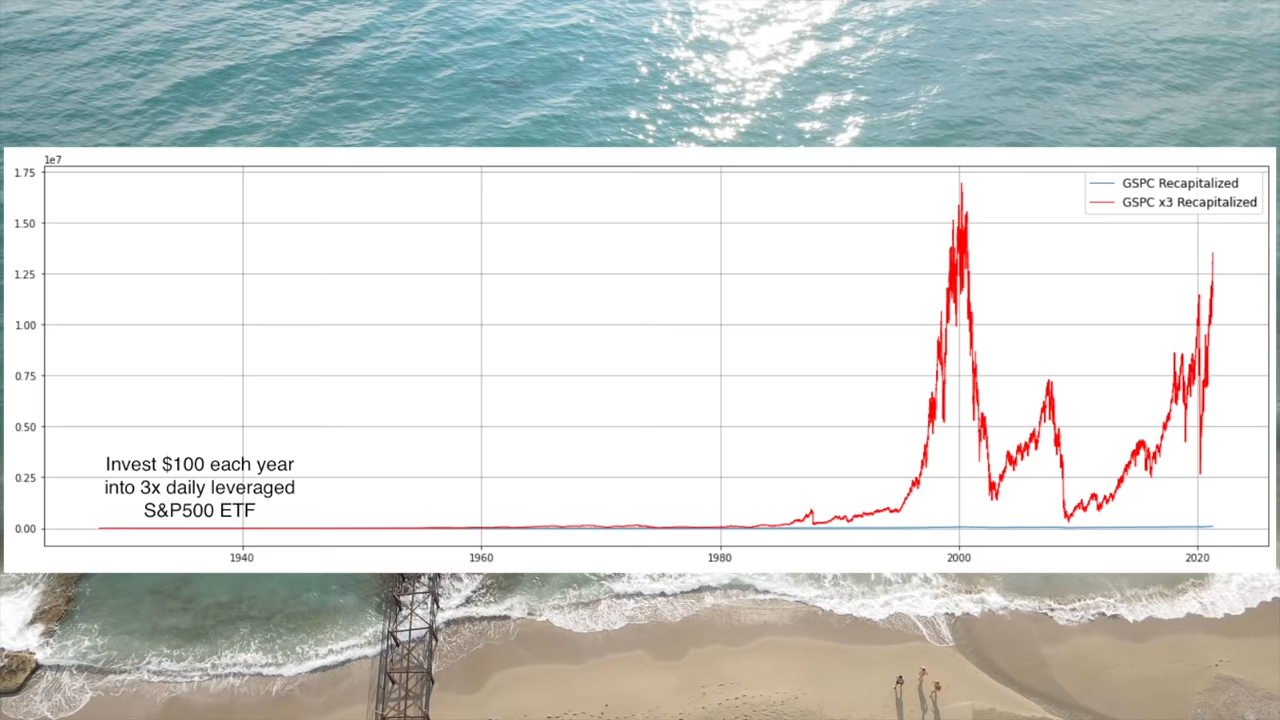 1e7
1.75
1.50
1.25
1.00
0.75
0.50
0.25
0.00
GSPC Recapitalized
GSPC x3 Recapitalized
Invest $100 each year
into 3x daily leveraged
S&P500 ETF
1940
1960
1980
2000
2020